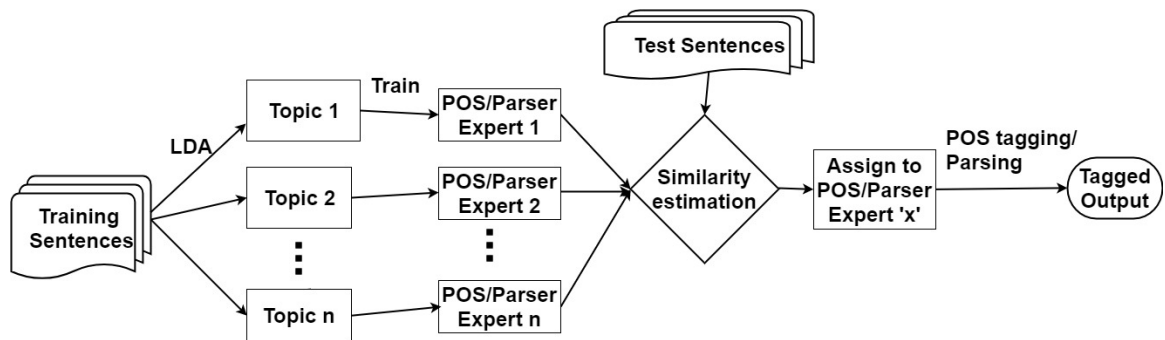 Training
Sentences
LDA
Topic 1
Topic 2
Topic n
Train
POS/Parser
Expert 1
POS/Parser
Expert 2
POS/Parser
Expert n
Test Sentences
Similarity
estimation
Assign to
POS/Parser
Expert 'x'
POS tagging/
Parsing
Tagged
Output